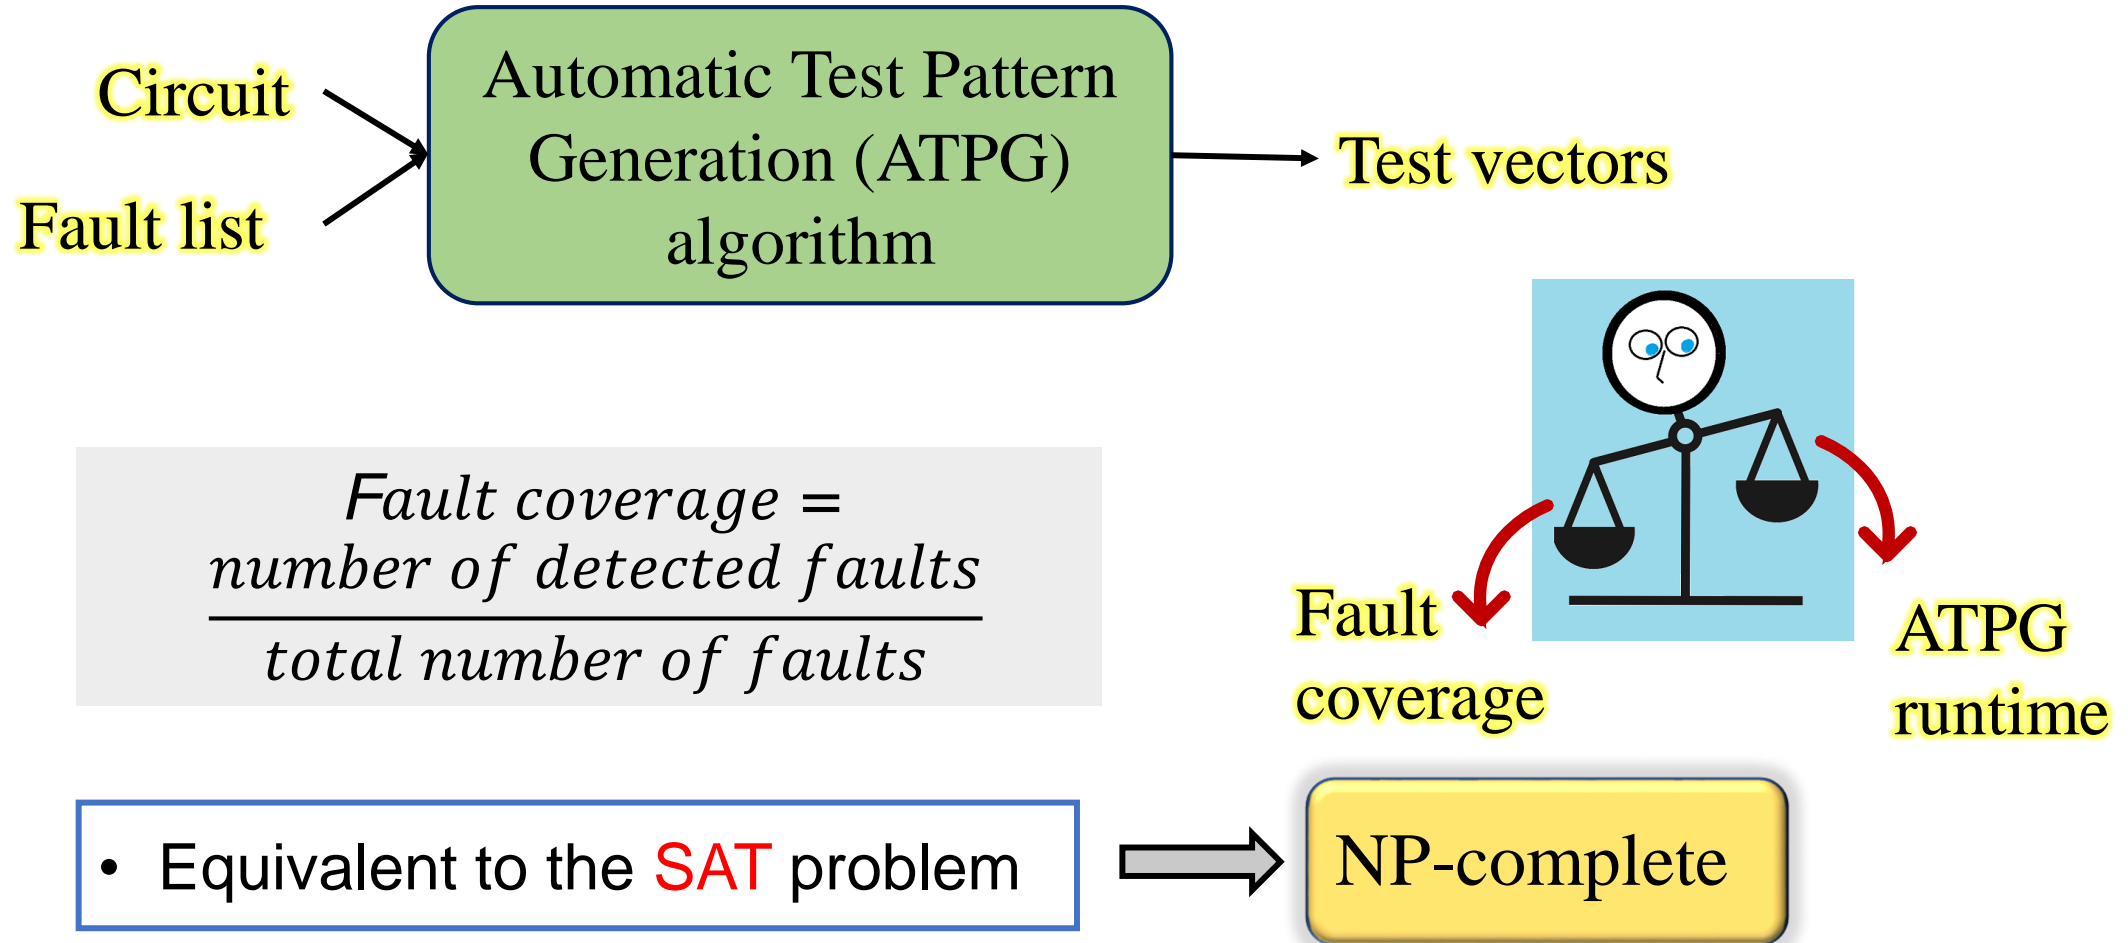 Circuit
Fault list
Automatic Test Pattern
Generation (ATPG)
algorithm
Test vectors
Fault coverage =
number of detected faults
total number of faults
Fault
coverage
ATPG
runtime
• Equivalent to the SAT problem
NP-complete